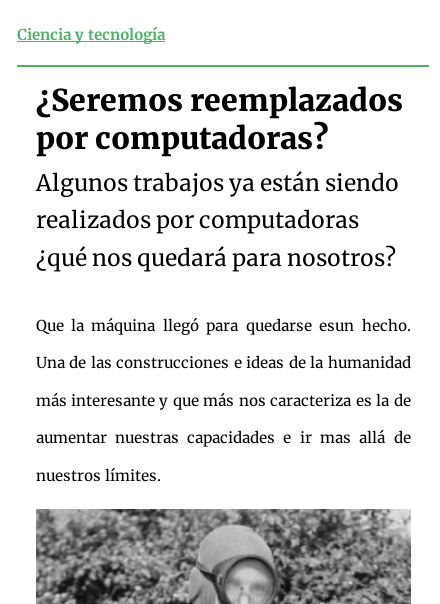 Ciencia y tecnología
¿Seremos reemplazados
por computadoras?
Algunos trabajos ya están siendo
realizados por computadoras
¿qué nos quedará para nosotros?
Que la máquina llegó para quedarse esun hecho.
Una de las construcciones e ideas de la humanidad
más interesante y que más nos caracteriza es la de
aumentar nuestras capacidades e ir mas allá de
nuestros límites.